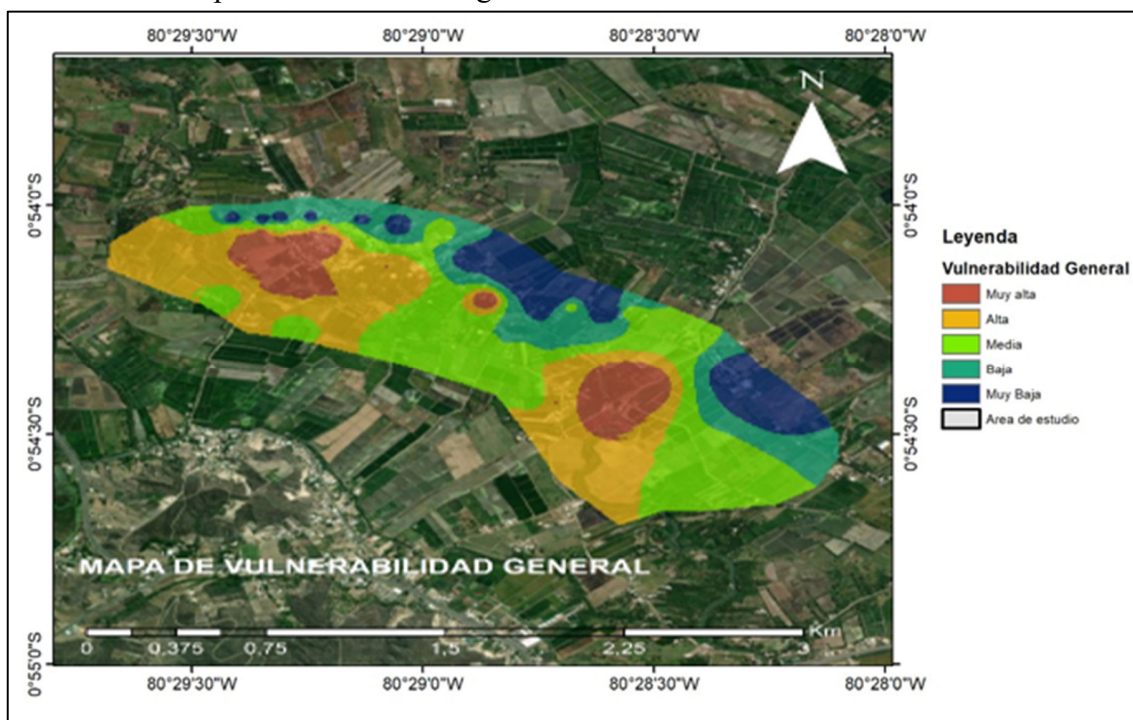 80°29'30"W 80°29'0"W 80°28'30"W 80°28'0"W
N
0°54'0"S 0°54'0"S
Leyenda
Vulnerabilidad General
Muy alta
Alta
Media
Baja
Muy Baja
Area de estudio
0°54'30"S 0°54'30"S
MAPA DE VULNERABILIDAD GENERAL
Km
0 0,375 0,75 1,5 2,25 3
0°55'0"S 0°55'0"S
80°29'30"W 80°29'0"W 80°28'30"W 80°28'0"W